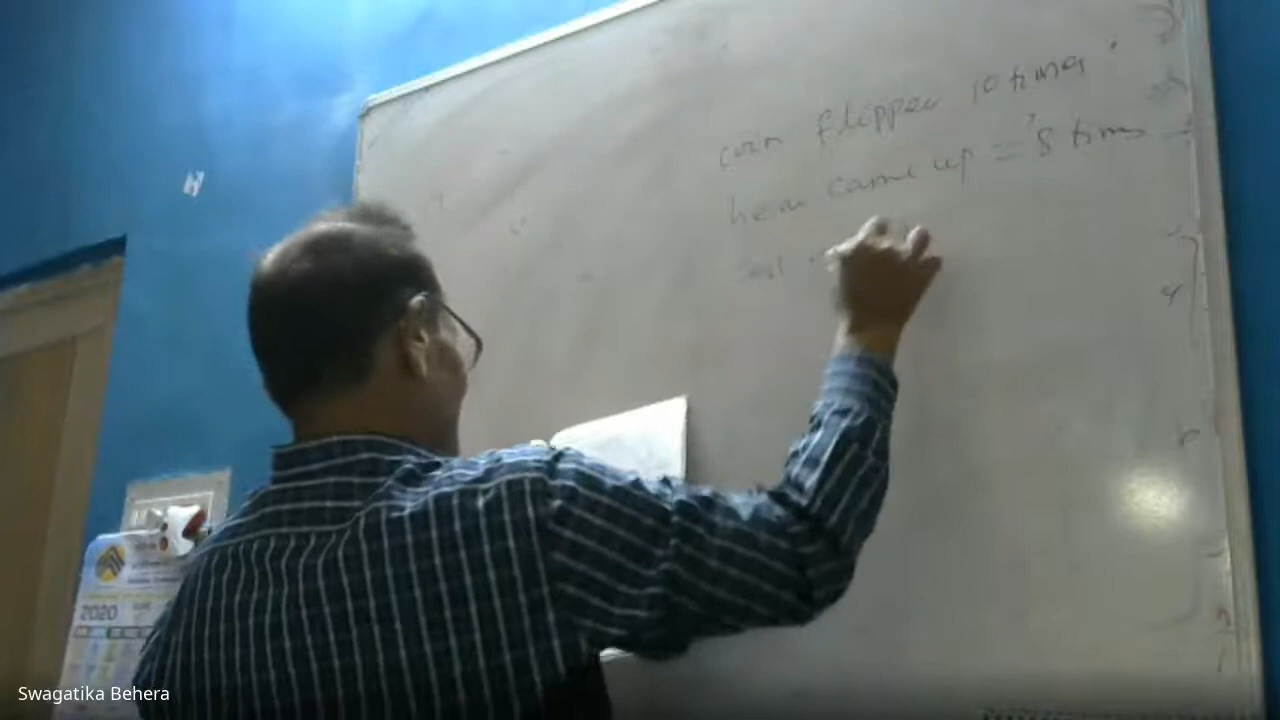 coin flipped 10 times
head came up = 8 times
2020
Swagatika Behera